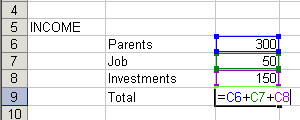 4
5 INCOME
6 Parents 300
7 Job 50
8 Investments 150
9 Total =C6+C7+C8
10